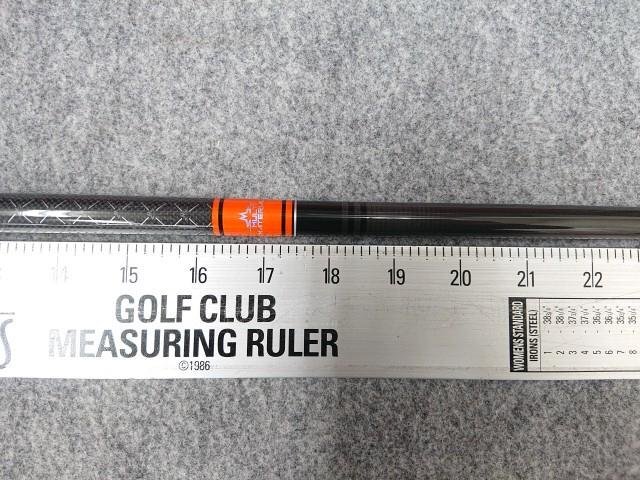 14 15 16 17 18 19 20 21 22
GOLF CLUB
MEASURING RULER
©1986
WOMENS STANDARD
IRONS (STEEL)
1 2 3 4 5 6 7 8